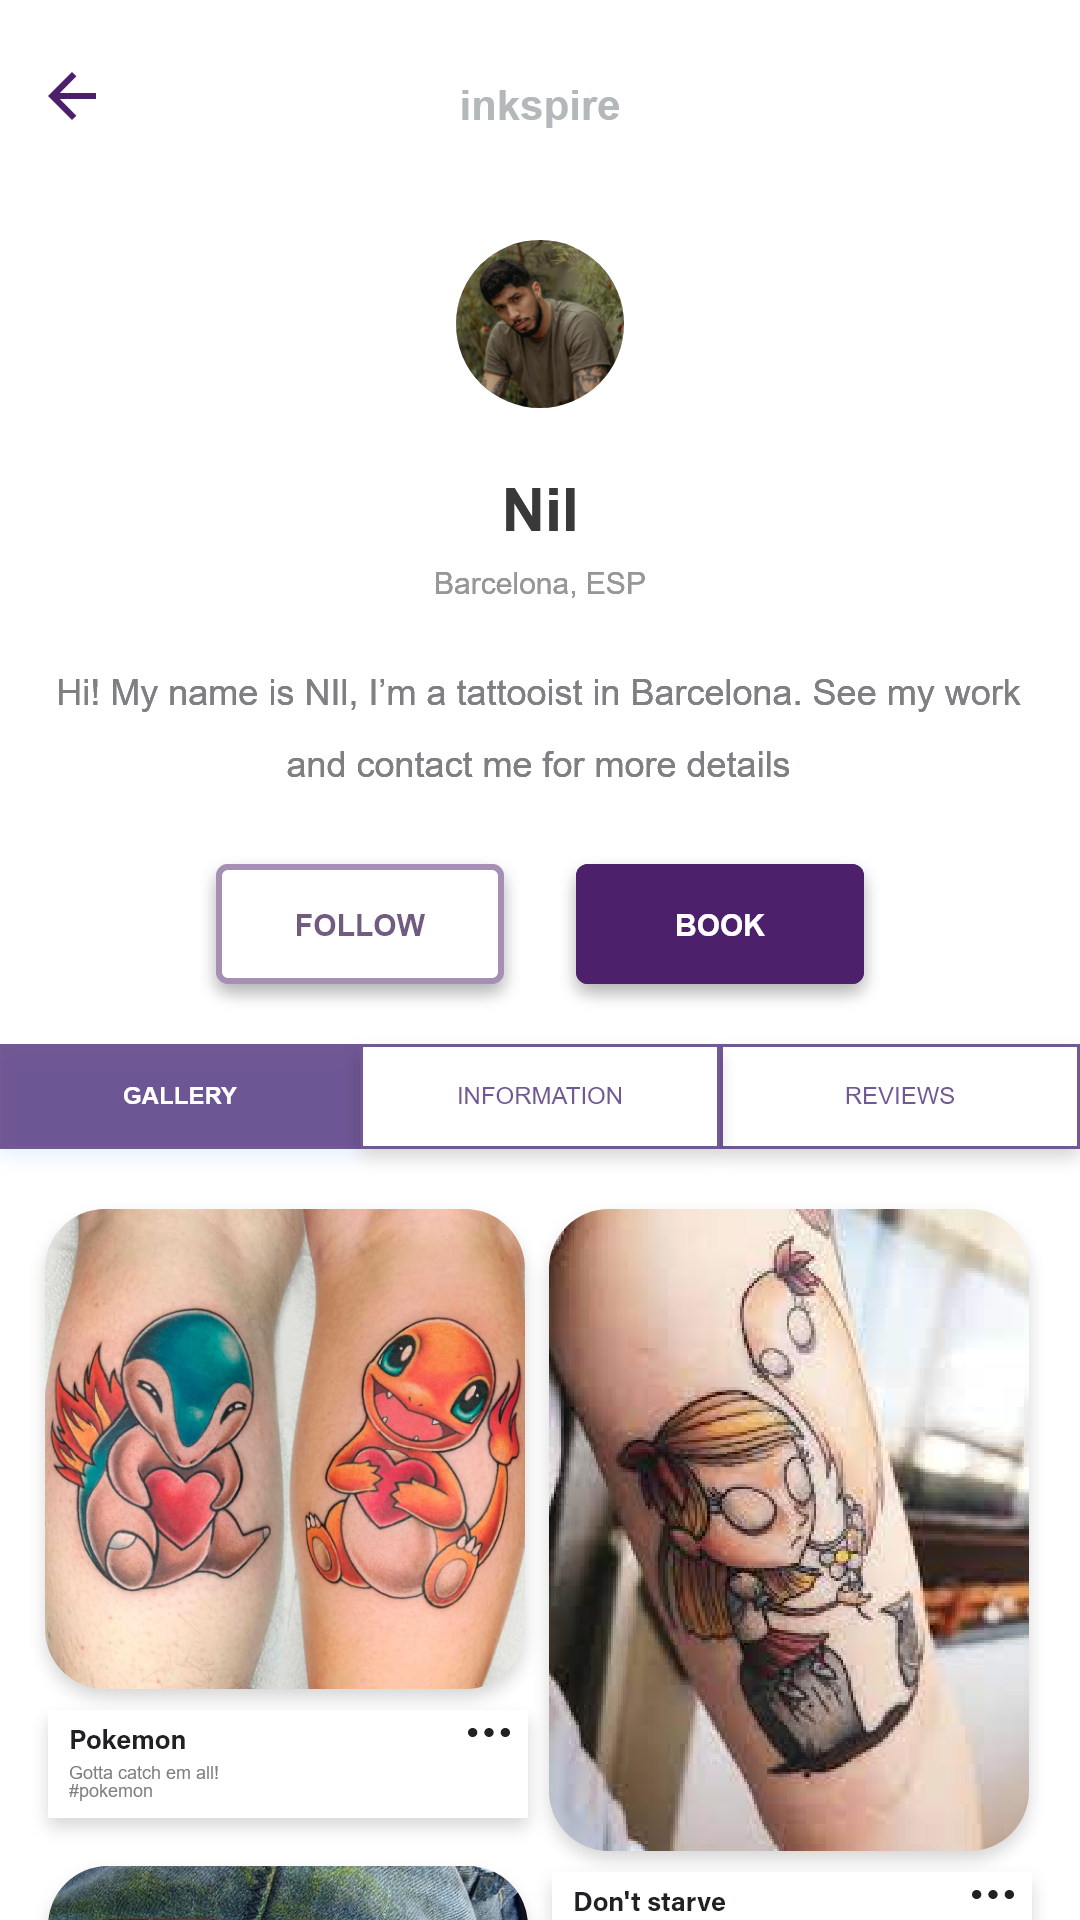 inkspire
Nil
Barcelona, ESP
Hi! My name is NIl, I’m a tattooist in Barcelona. See my work
and contact me for more details
FOLLOW
BOOK
GALLERY
INFORMATION
REVIEWS
Pokemon
Gotta catch em all!
#pokemon
Don't starve